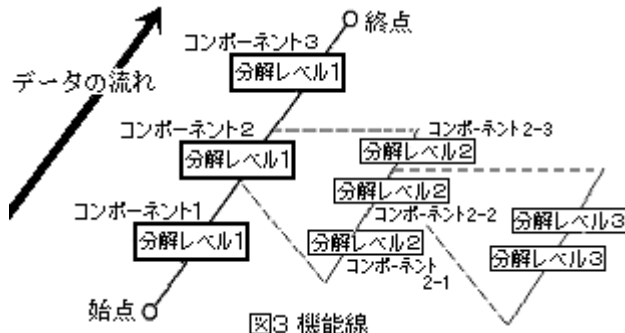 終点
コンポーネント3
分解レベル1
データの流れ
コンポーネント2
分解レベル1
コンポーネント2-3
分解レベル2
分解レベル2
コンポーネント1
コンポーネント2-2
分解レベル1
分解レベル2
分解レベル3
分解レベル3
コンポーネント
2-1
始点
図3 機能線